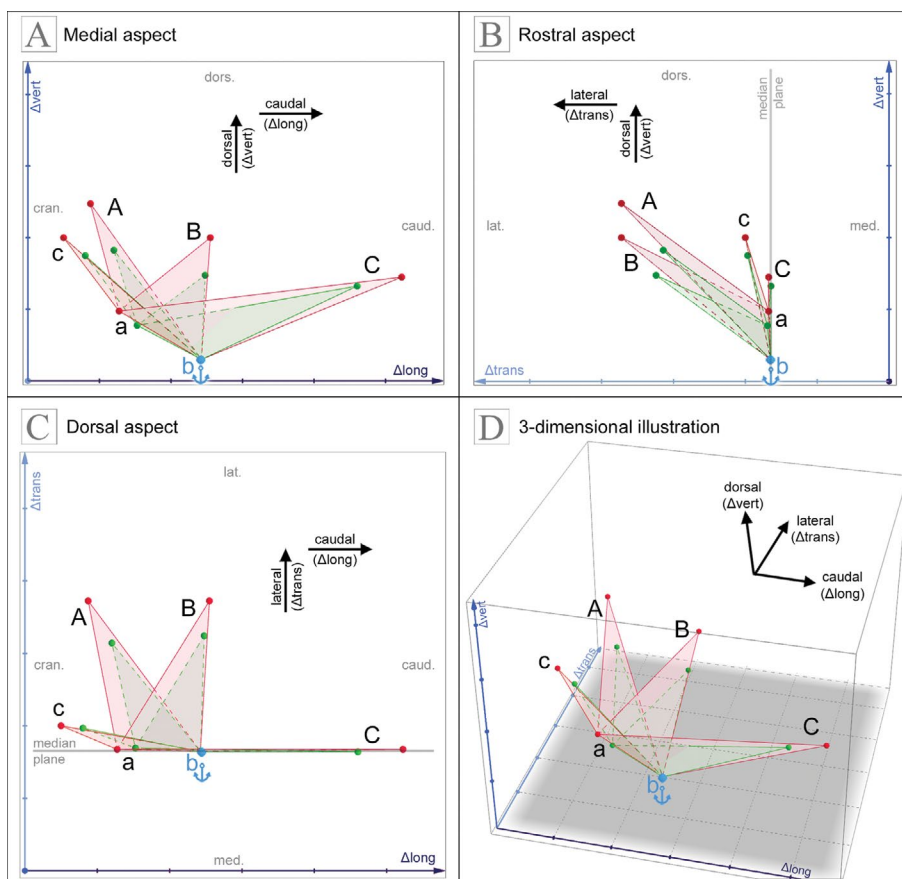 A Medial aspect
Δvert
dors.
caudal
(Δlong)
dorsal
(Δvert)
cran.
caud.
A
B
c
C
a
b
Δlong
B Rostral aspect
dors.
median
plane
Δvert
lateral
(Δtrans)
dorsal
(Δvert)
lat.
med.
A
c
B
C
a
b
Δtrans
C Dorsal aspect
Δtrans
lat.
caudal
(Δlong)
lateral
(Δtrans)
A
B
cran.
caud.
c
C
median
plane
a
b
med.
Δlong
D 3-dimensional illustration
dorsal
(Δvert)
lateral
(Δtrans)
caudal
(Δlong)
Δvert
A
B
c
Δtrans
C
a
b
Δlong